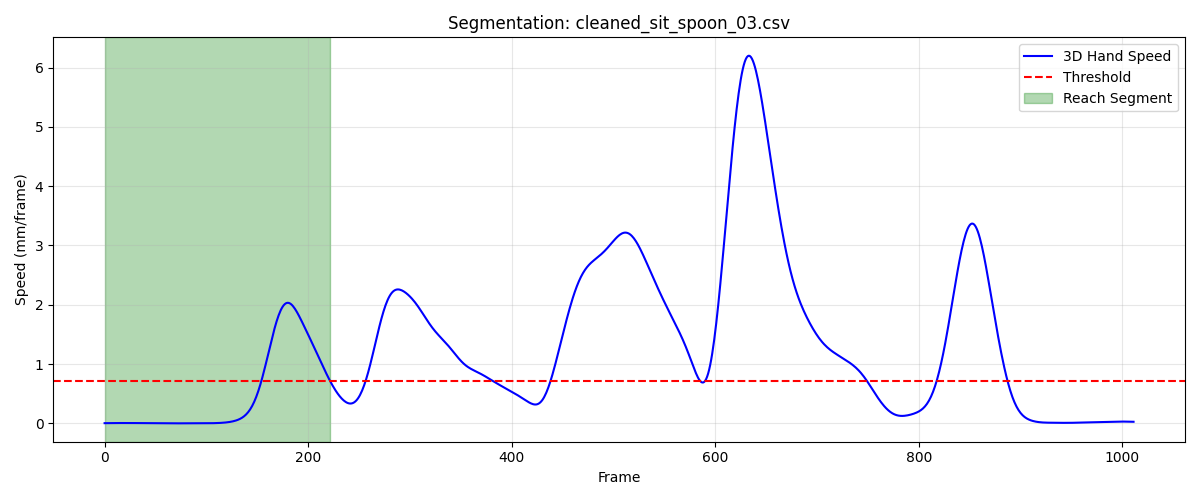 Segmentation: cleaned_sit_spoon_03.csv
3D Hand Speed
Threshold
Reach Segment
Speed (mm/frame)
6
5
4
3
2
1
0
0 200 400 600 800 1000
Frame